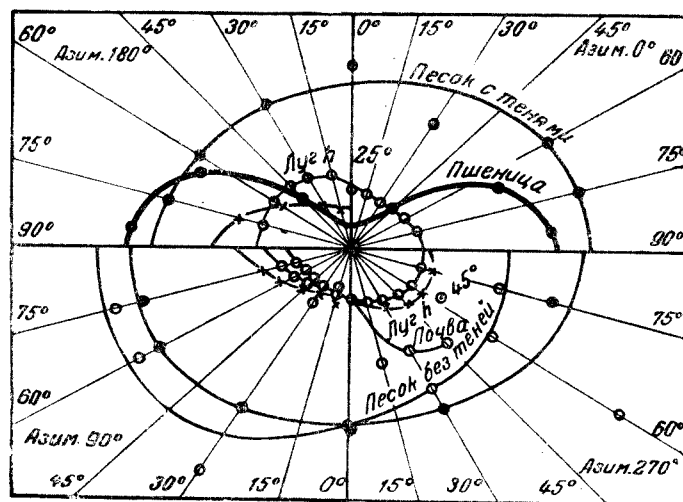 45° 30° 15° 0° 15° 30° 45°
60° Азим. 180° Азим. 0° 60
Песок с тенями
75° Луг h 25° Пшеница 75°
90° 90°
75° 45° 75°
Луг h
Почва
60° Песок без теней 60°
Азим. 90° Азим. 270°
45° 30° 15° 0° 15° 30° 45°